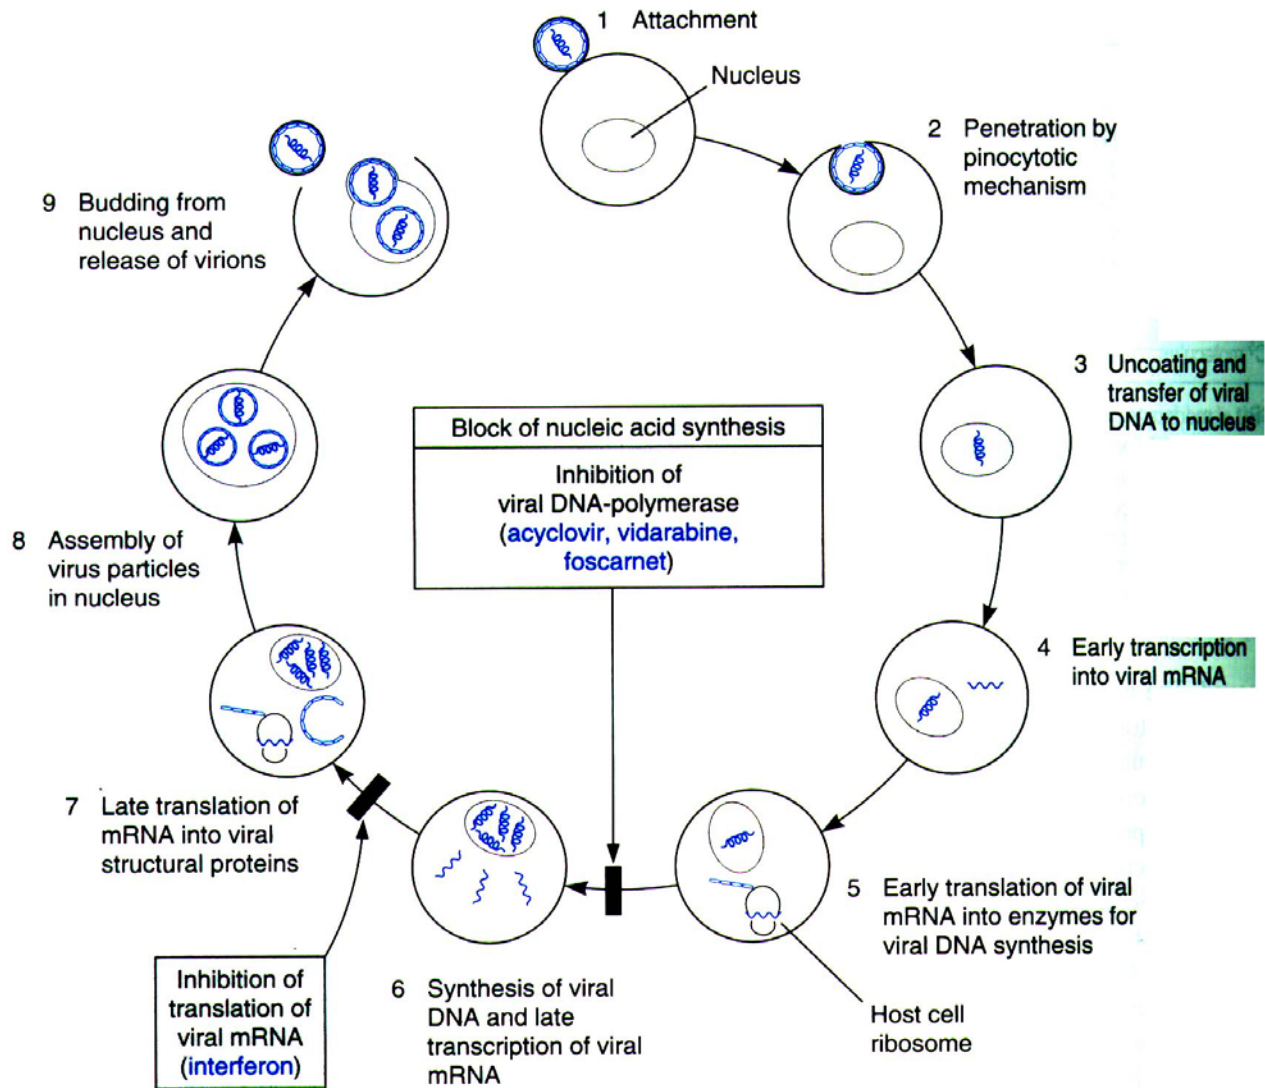 1 Attachment
Nucleus
2 Penetration by
pinocytotic
mechanism
3 Uncoating and
transfer of viral
DNA to nucleus
4 Early transcription
into viral mRNA
5 Early translation of viral
mRNA into enzymes for
viral DNA synthesis
Host cell
ribosome
6 Synthesis of viral
DNA and late
transcription of viral
mRNA
7 Late translation of
mRNA into viral
structural proteins
8 Assembly of
virus particles
in nucleus
9 Budding from
nucleus and
release of virions
Block of nucleic acid synthesis
Inhibition of
viral DNA-polymerase
(acyclovir, vidarabine,
foscarnet)
Inhibition of
translation of
viral mRNA
(interferon)